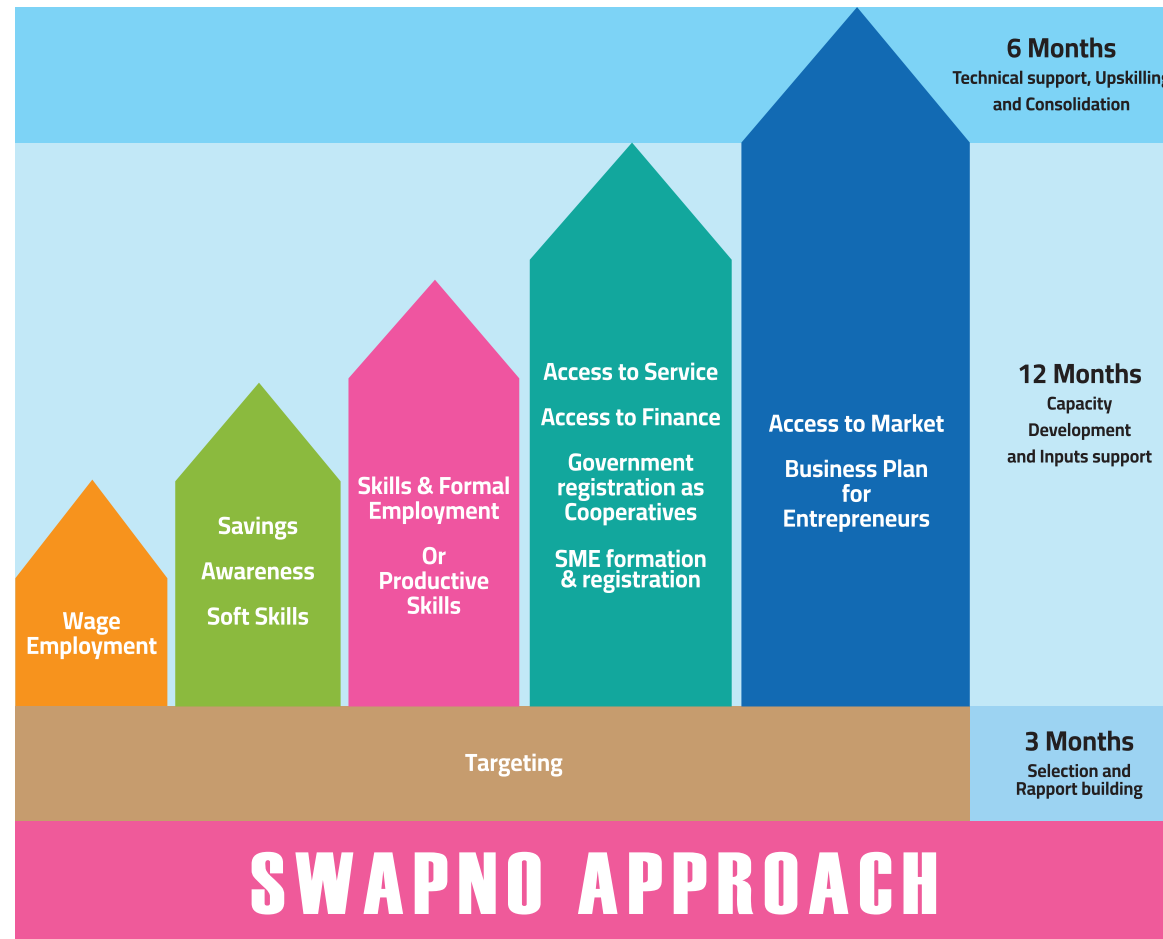 6 Months
Technical support, Upskilling
and Consolidation
12 Months
Capacity
Development
and Inputs support
Access to Service
Access to Finance
Government
registration as
Cooperatives
SME formation
& registration
Access to Market
Business Plan
for
Entrepreneurs
Skills & Formal
Employment
Or
Productive
Skills
Savings
Awareness
Soft Skills
Wage
Employment
Targeting
3 Months
Selection and
Rapport building
SWAPNO APPROACH